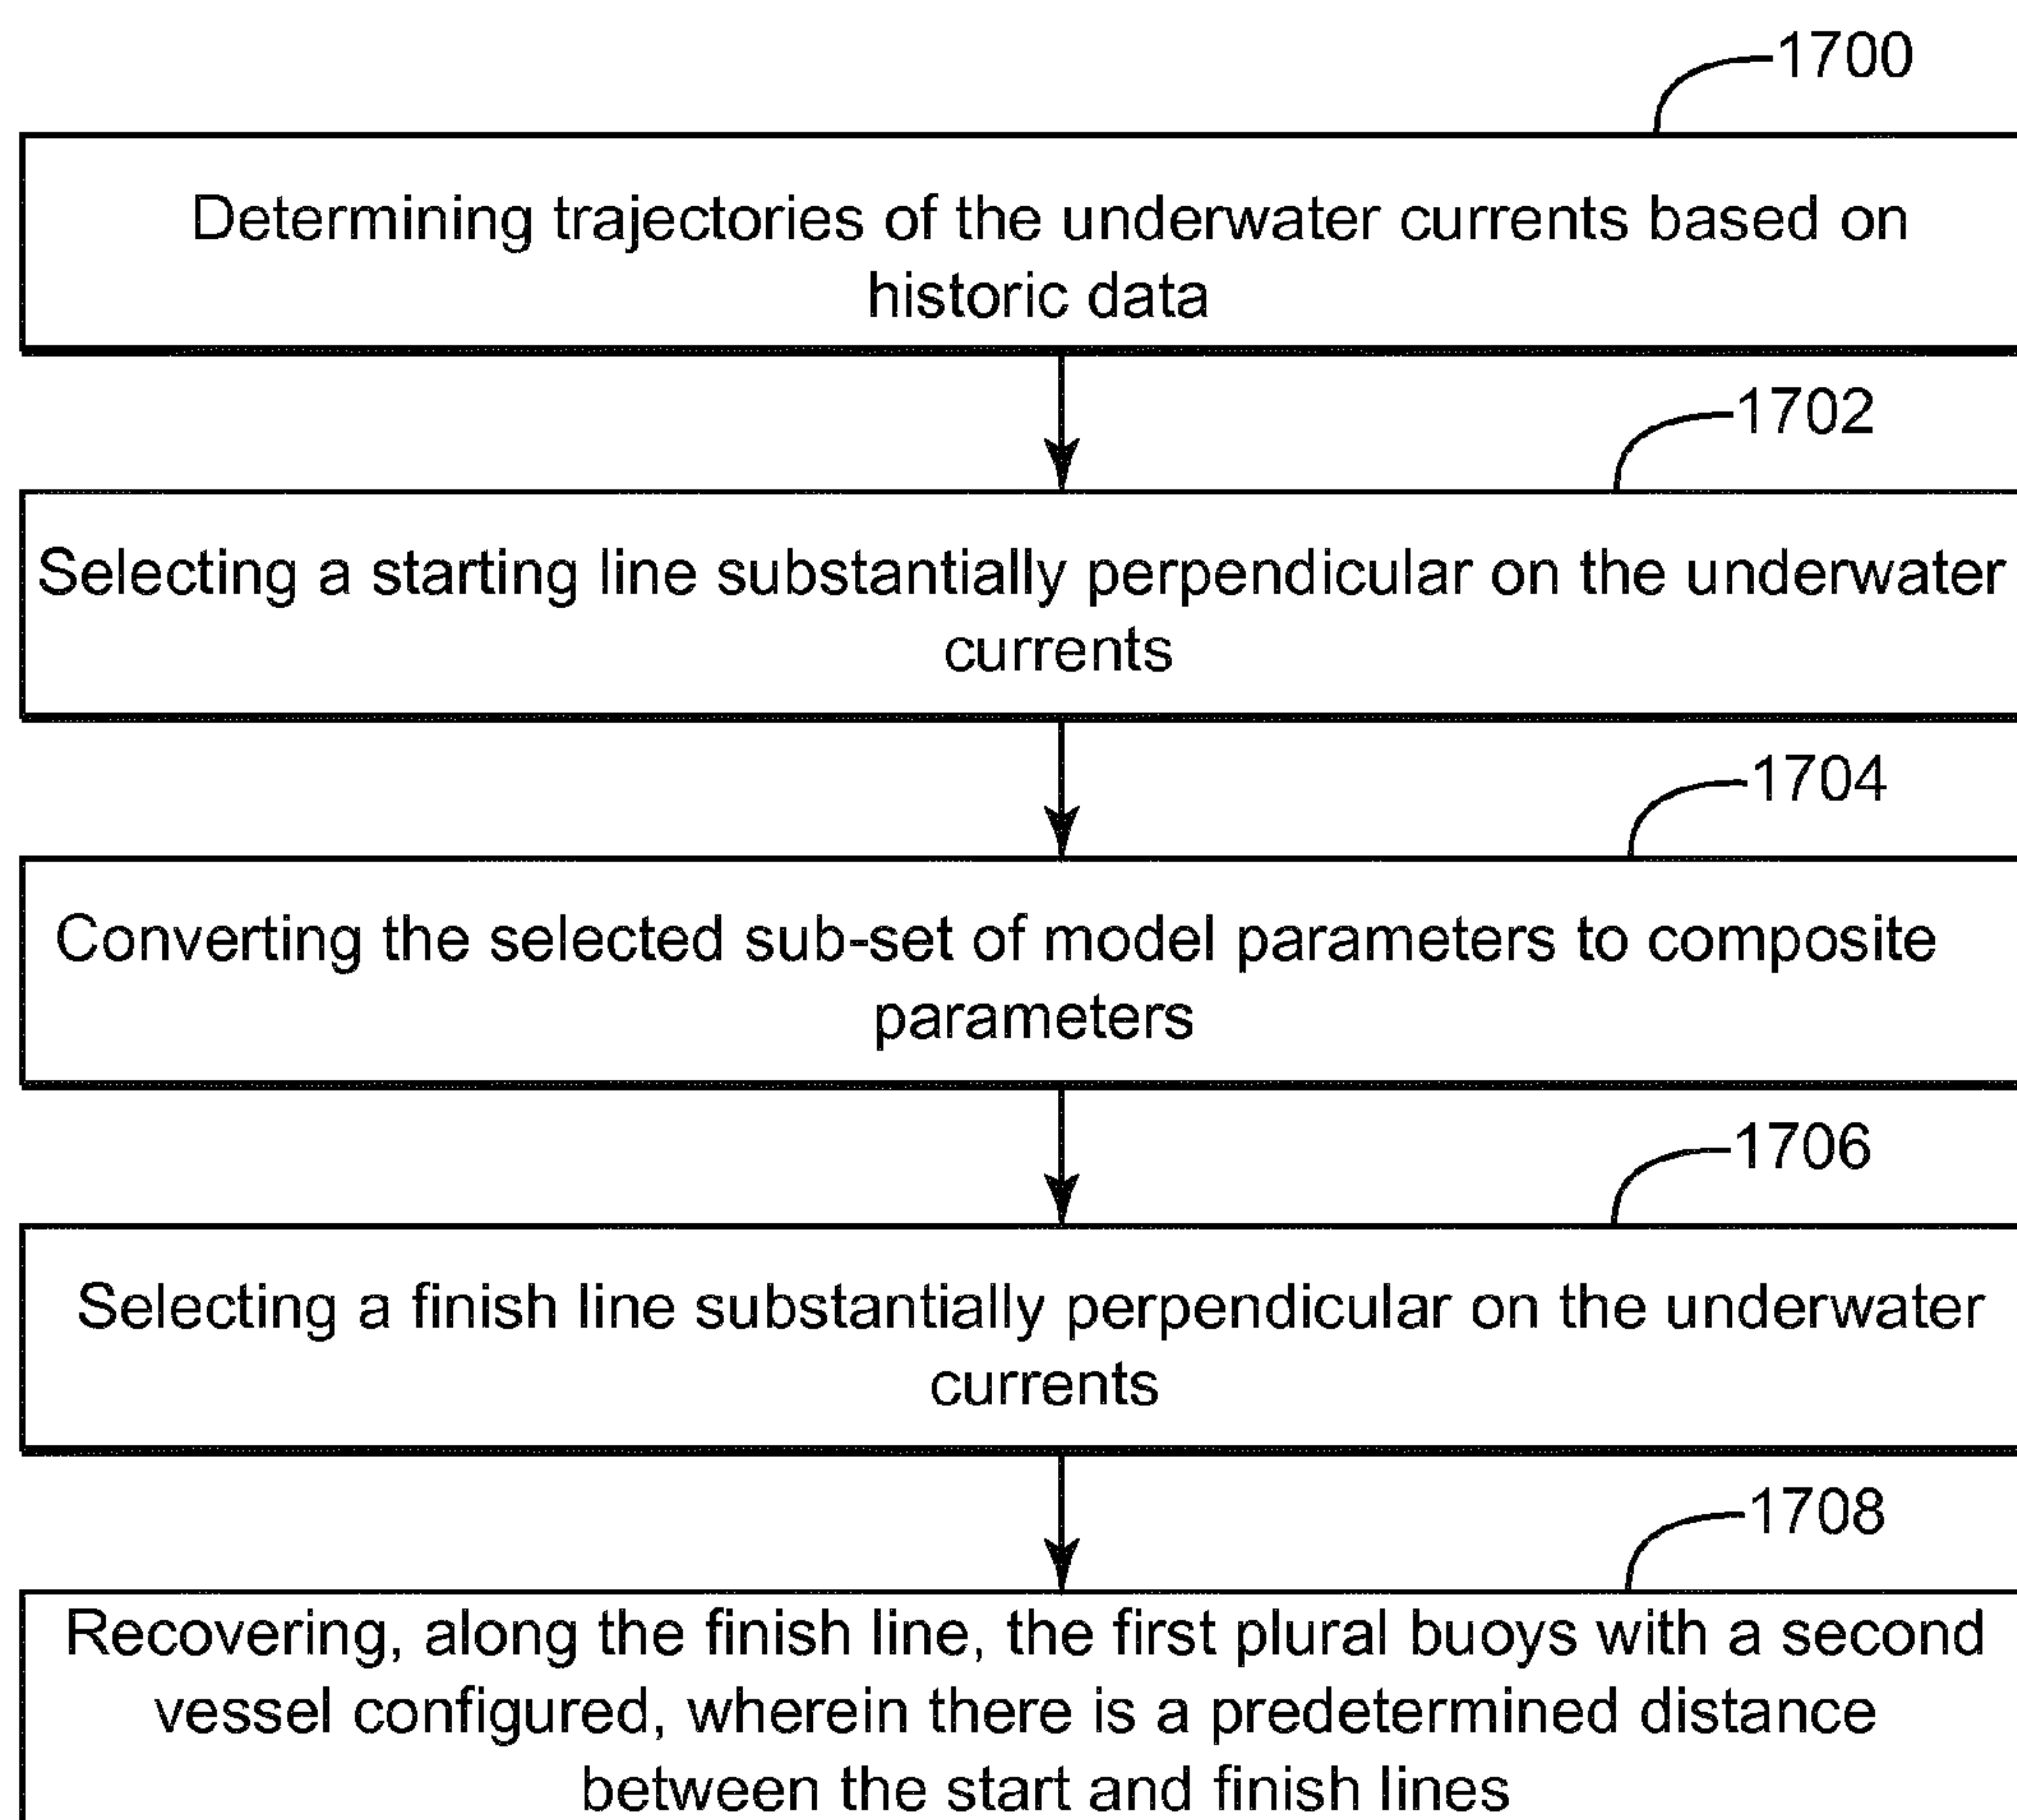 1700
Determining trajectories of the underwater currents based on
historic data
1702
Selecting a starting line substantially perpendicular on the underwater
currents
1704
Converting the selected sub-set of model parameters to composite
parameters
1706
Selecting a finish line substantially perpendicular on the underwater
currents
1708
Recovering, along the finish line, the first plural buoys with a second
vessel configured, wherein there is a predetermined distance
between the start and finish lines